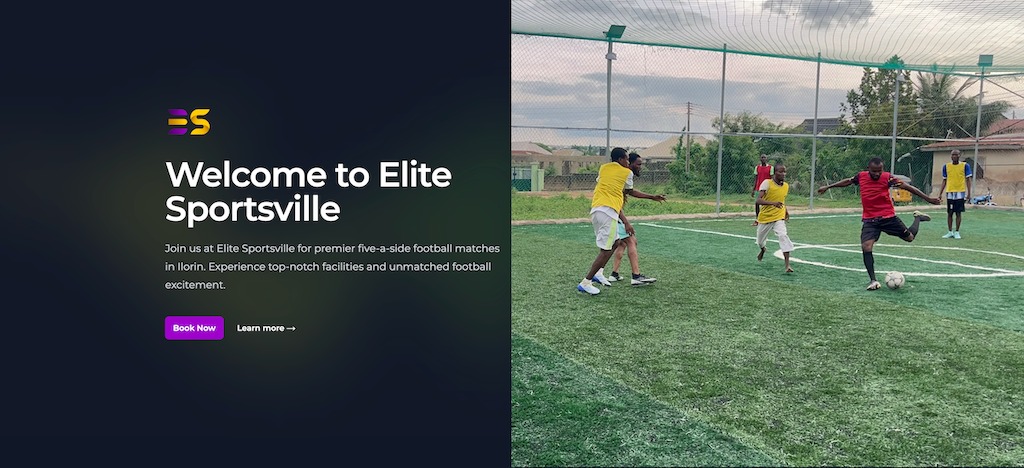 ES
Welcome to Elite
Sportsville
Join us at Elite Sportsville for premier five-a-side football matches
in Ilorin. Experience top-notch facilities and unmatched football
excitement.
Book Now
Learn more →